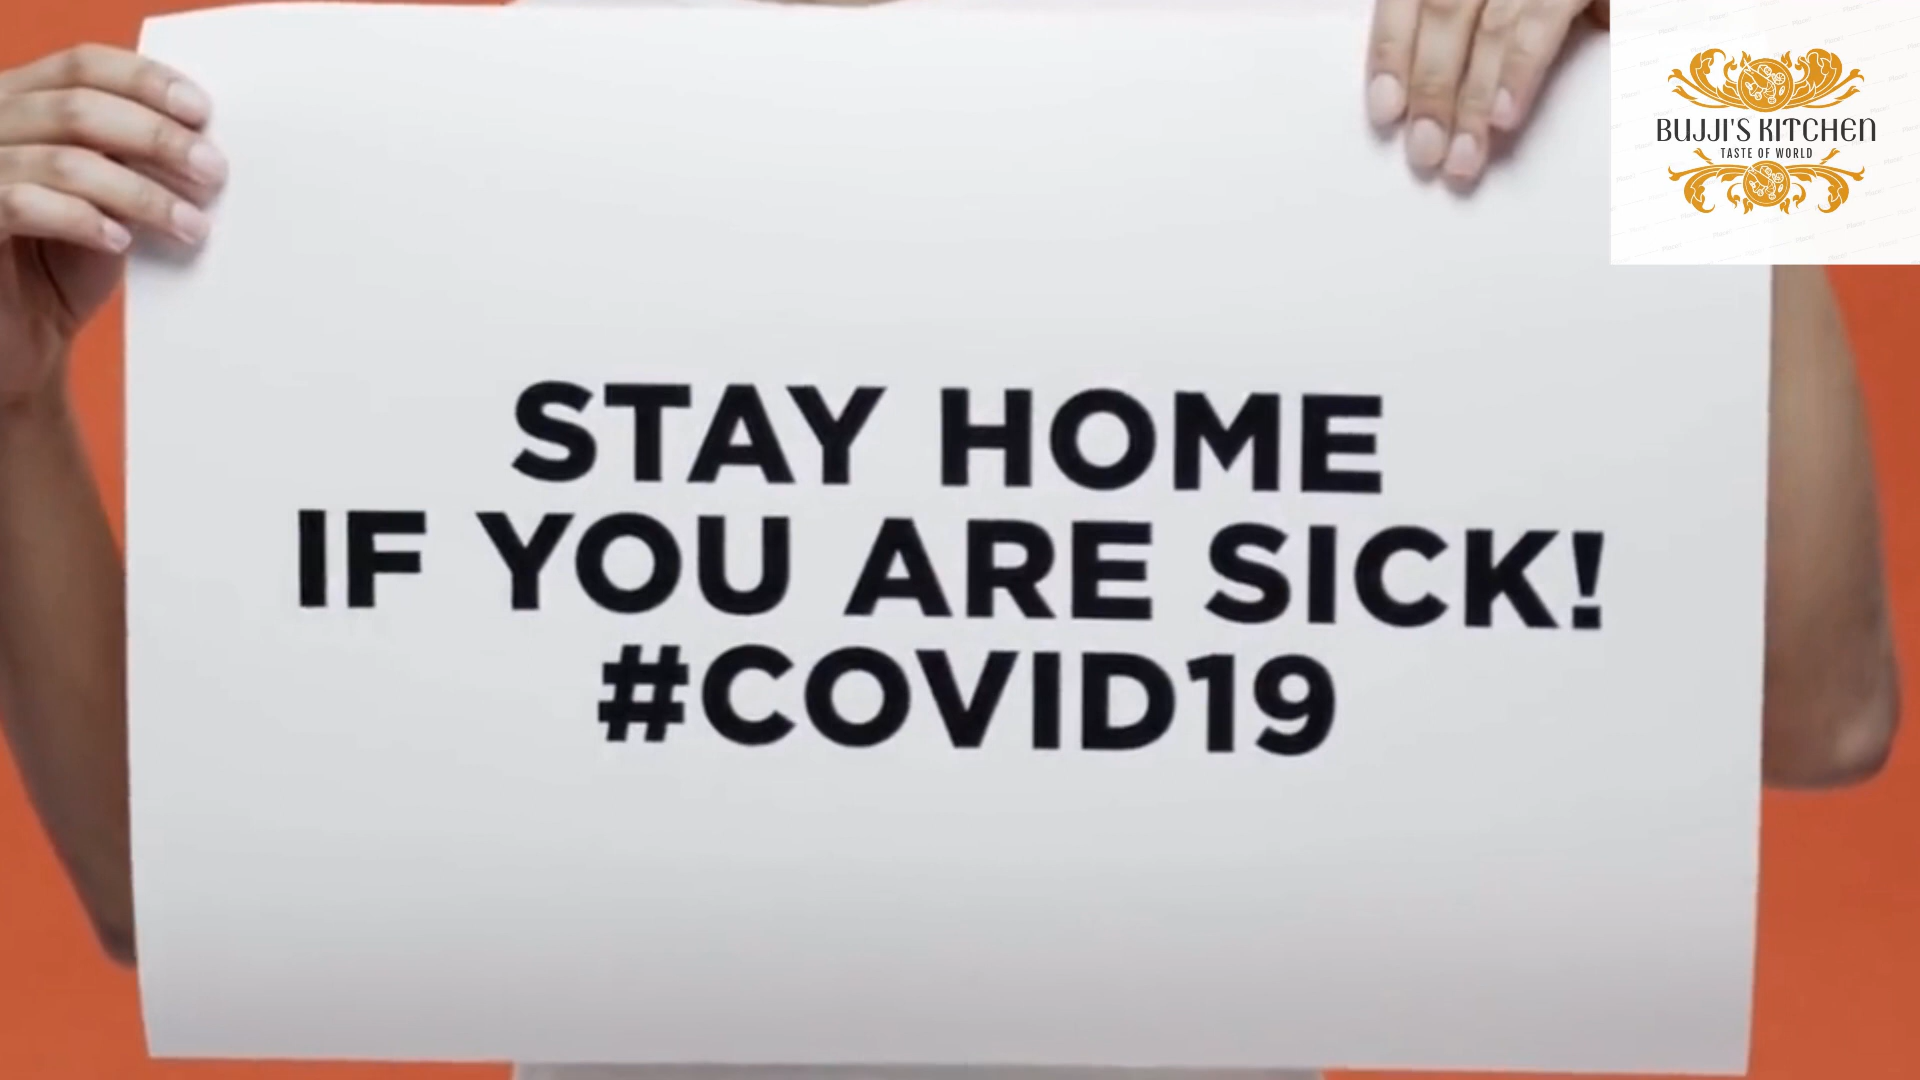 BUJJI'S KITCHEN
TASTE OF WORLD
STAY HOME
IF YOU ARE SICK!
#COVID19